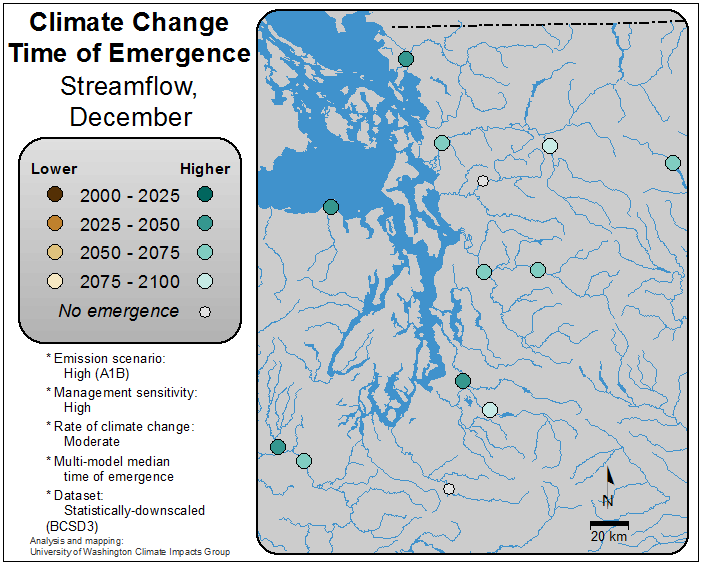 Climate Change
Time of Emergence
Streamflow,
December
Lower Higher
2000 - 2025
2025 - 2050
2050 - 2075
2075 - 2100
No emergence
* Emission scenario:
High (A1B)
* Management sensitivity:
High
* Rate of climate change:
Moderate
* Multi-model median
time of emergence
* Dataset:
Statistically-downscaled
(BCSD3)
Analysis and mapping:
University of Washington Climate Impacts Group
N
20 km